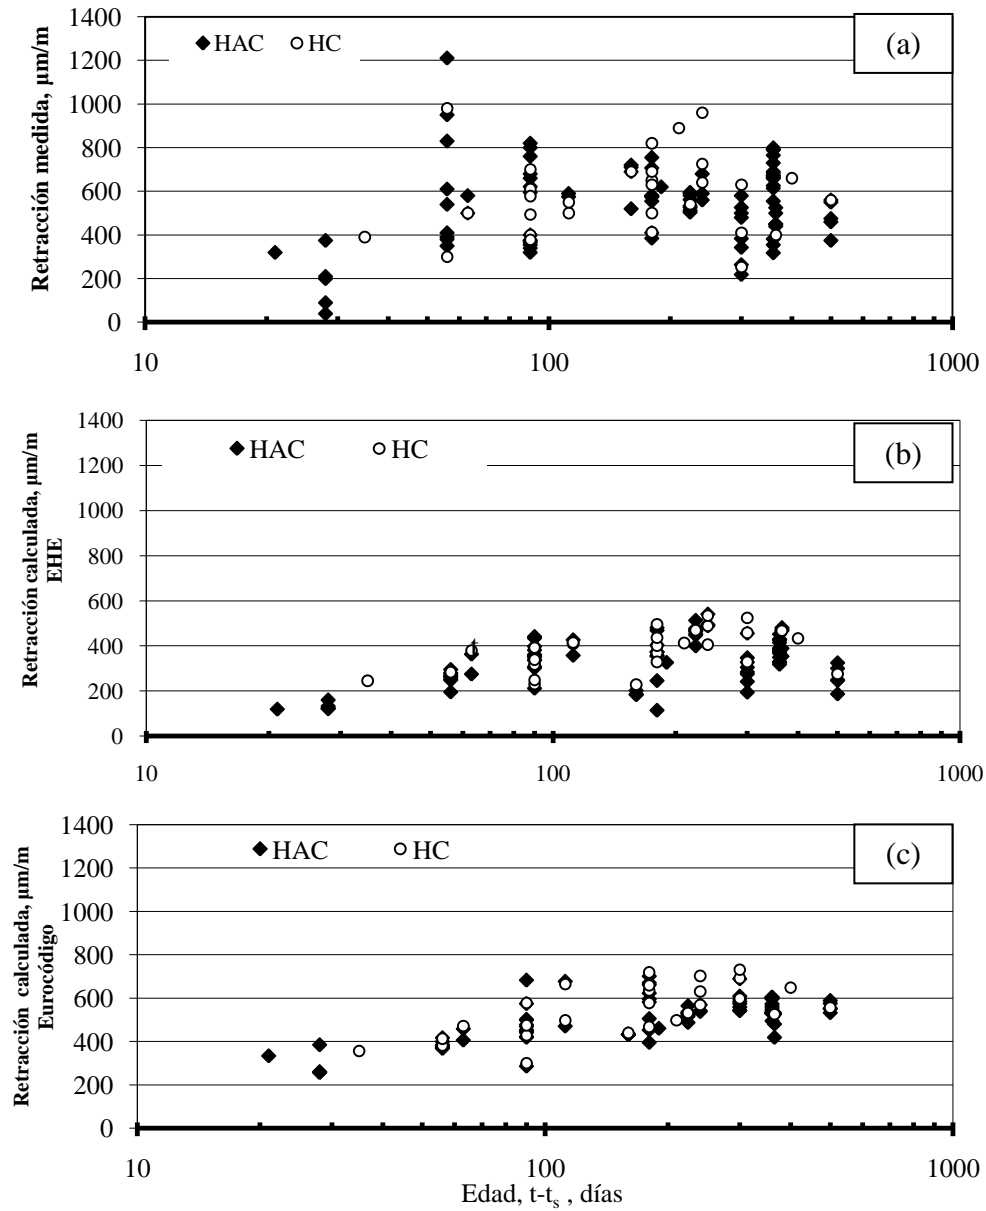 1400
1200
1000
800
600
400
200
0
Retracción medida, µm/m
HAC
HC
(a)
10
100
1000
1400
1200
1000
800
600
400
200
0
Retracción calculada, µm/m
EHE
HAC
HC
(b)
10
100
1000
1400
1200
1000
800
600
400
200
0
Retracción calculada, µm/m
Eurocódigo
HAC
HC
(c)
10
100
1000
Edad, t-ts , días